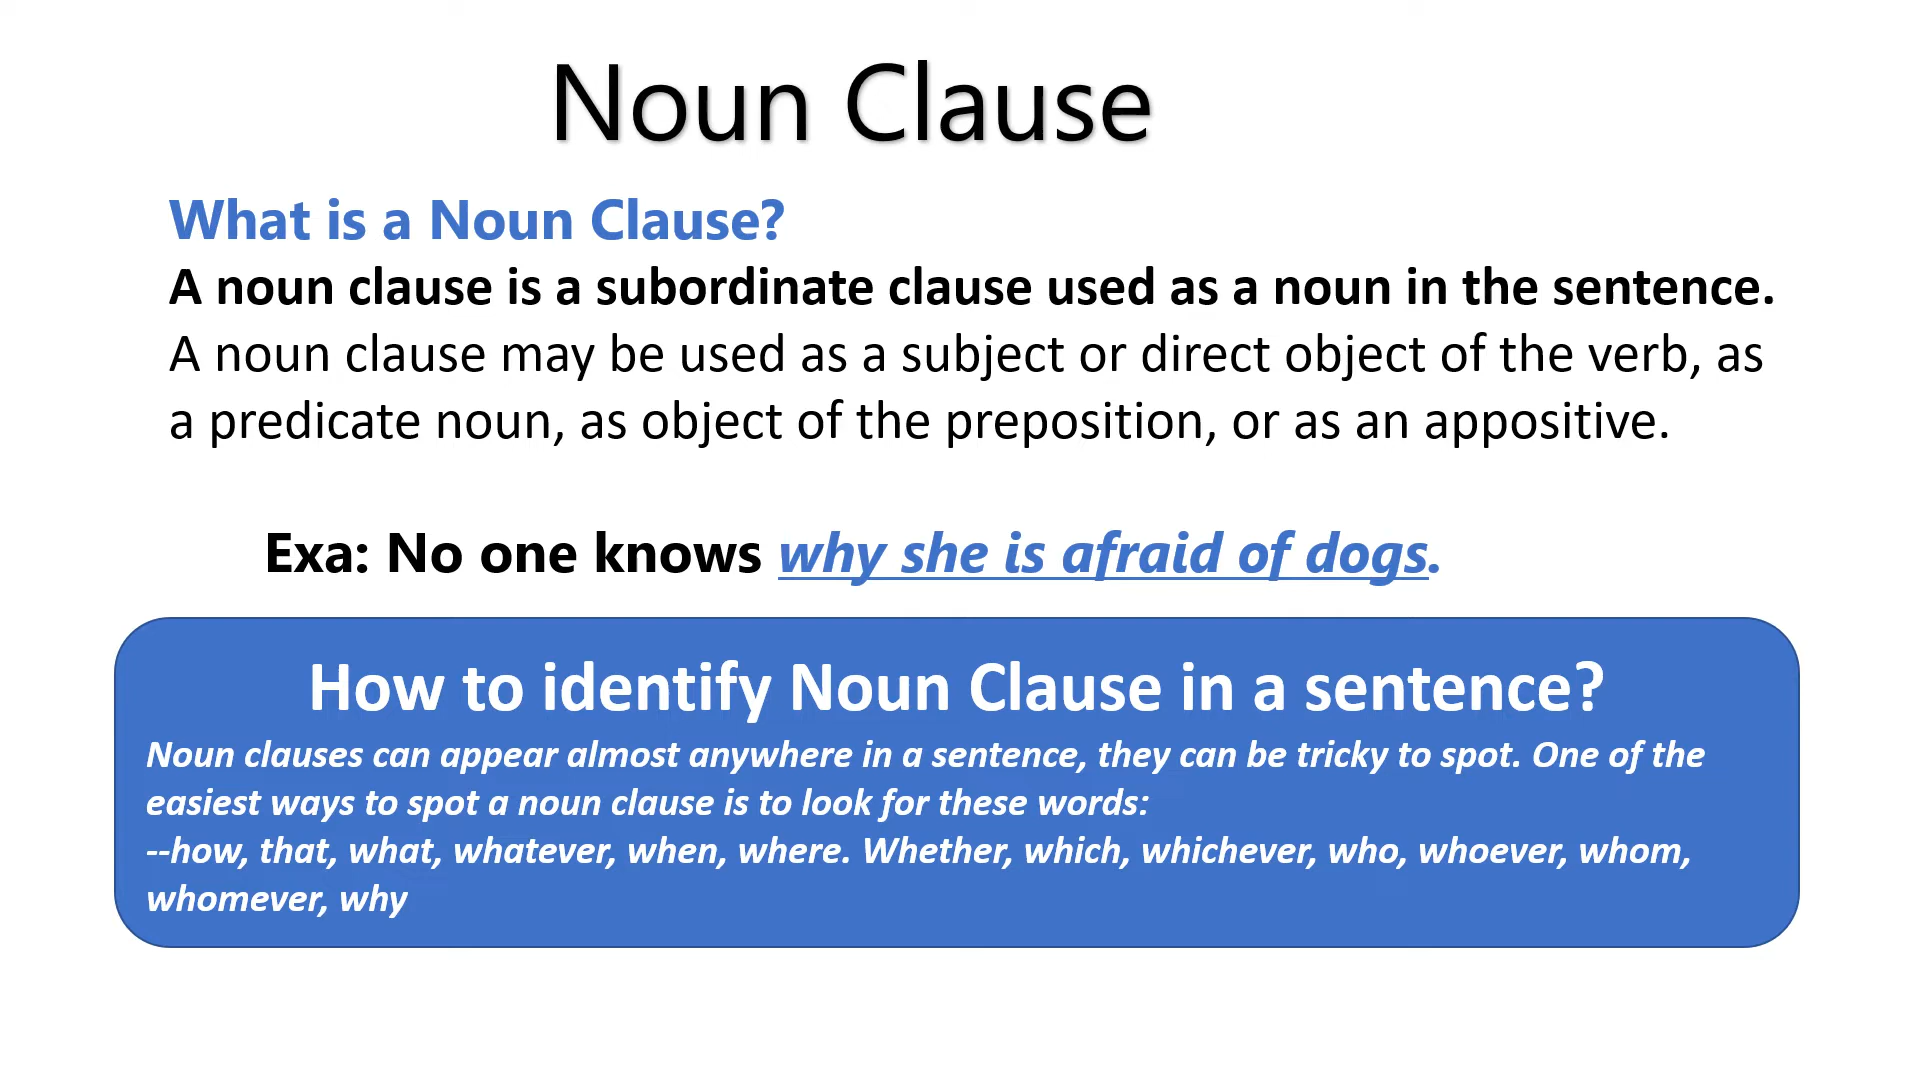 Noun Clause
What is a Noun Clause?
A noun clause is a subordinate clause used as a noun in the sentence.
A noun clause may be used as a subject or direct object of the verb, as
a predicate noun, as object of the preposition, or as an appositive.
Exa: No one knows why she is afraid of dogs.
How to identify Noun Clause in a sentence?
Noun clauses can appear almost anywhere in a sentence, they can be tricky to spot. One of the
easiest ways to spot a noun clause is to look for these words:
--how, that, what, whatever, when, where. Whether, which, whichever, who, whoever, whom,
whomever, why